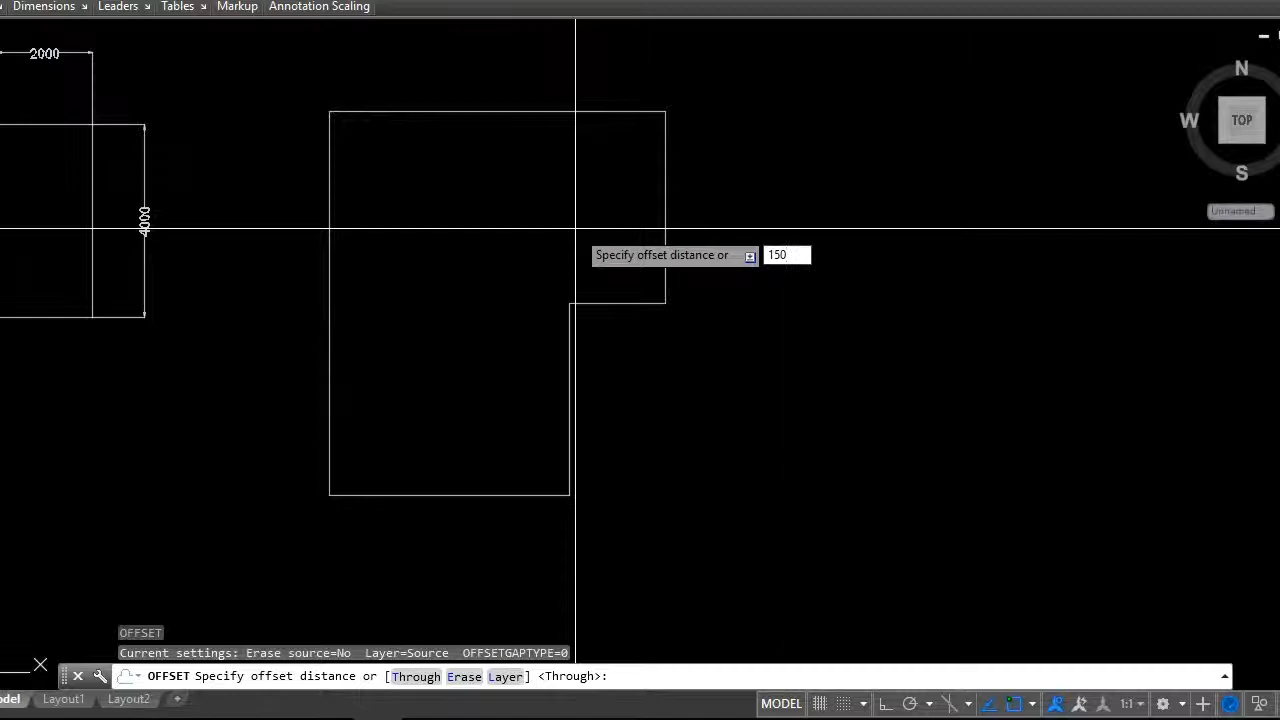 Dimensions Leaders Tables Markup Annotation Scaling
2000
N
W TOP
S
4000
Unnamed
Specify offset distance or 150
OFFSET
Current settings: Erase source=No Layer=Source OFFSETGAPTYPE=0
OFFSET Specify offset distance or [Through Erase Layer] <Through>:
odel Layout1 Layout2 + MODEL 1:1